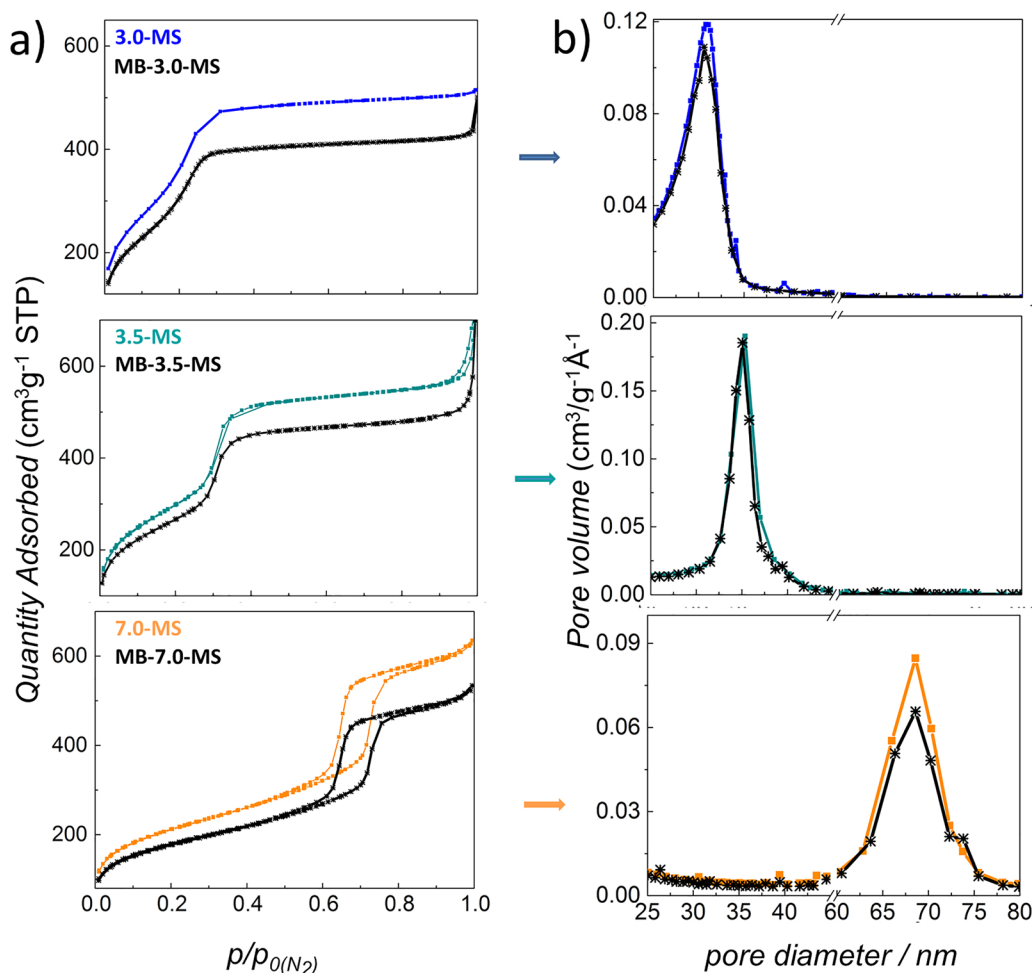 a)
600
400
200
3.0-MS
MB-3.0-MS
600
400
200
3.5-MS
MB-3.5-MS
600
400
200
7.0-MS
MB-7.0-MS
0.0 0.2 0.4 0.6 0.8 1.0
Quantity Adsorbed (cm³g⁻¹ STP)
p/p₀(N₂)
b)
0.12
0.08
0.04
0.00
0.20
0.15
0.10
0.05
0.00
0.09
0.06
0.03
0.00
25 30 35 40 60 65 70 75 80
Pore volume (cm³/g⁻¹Å⁻¹)
pore diameter / nm